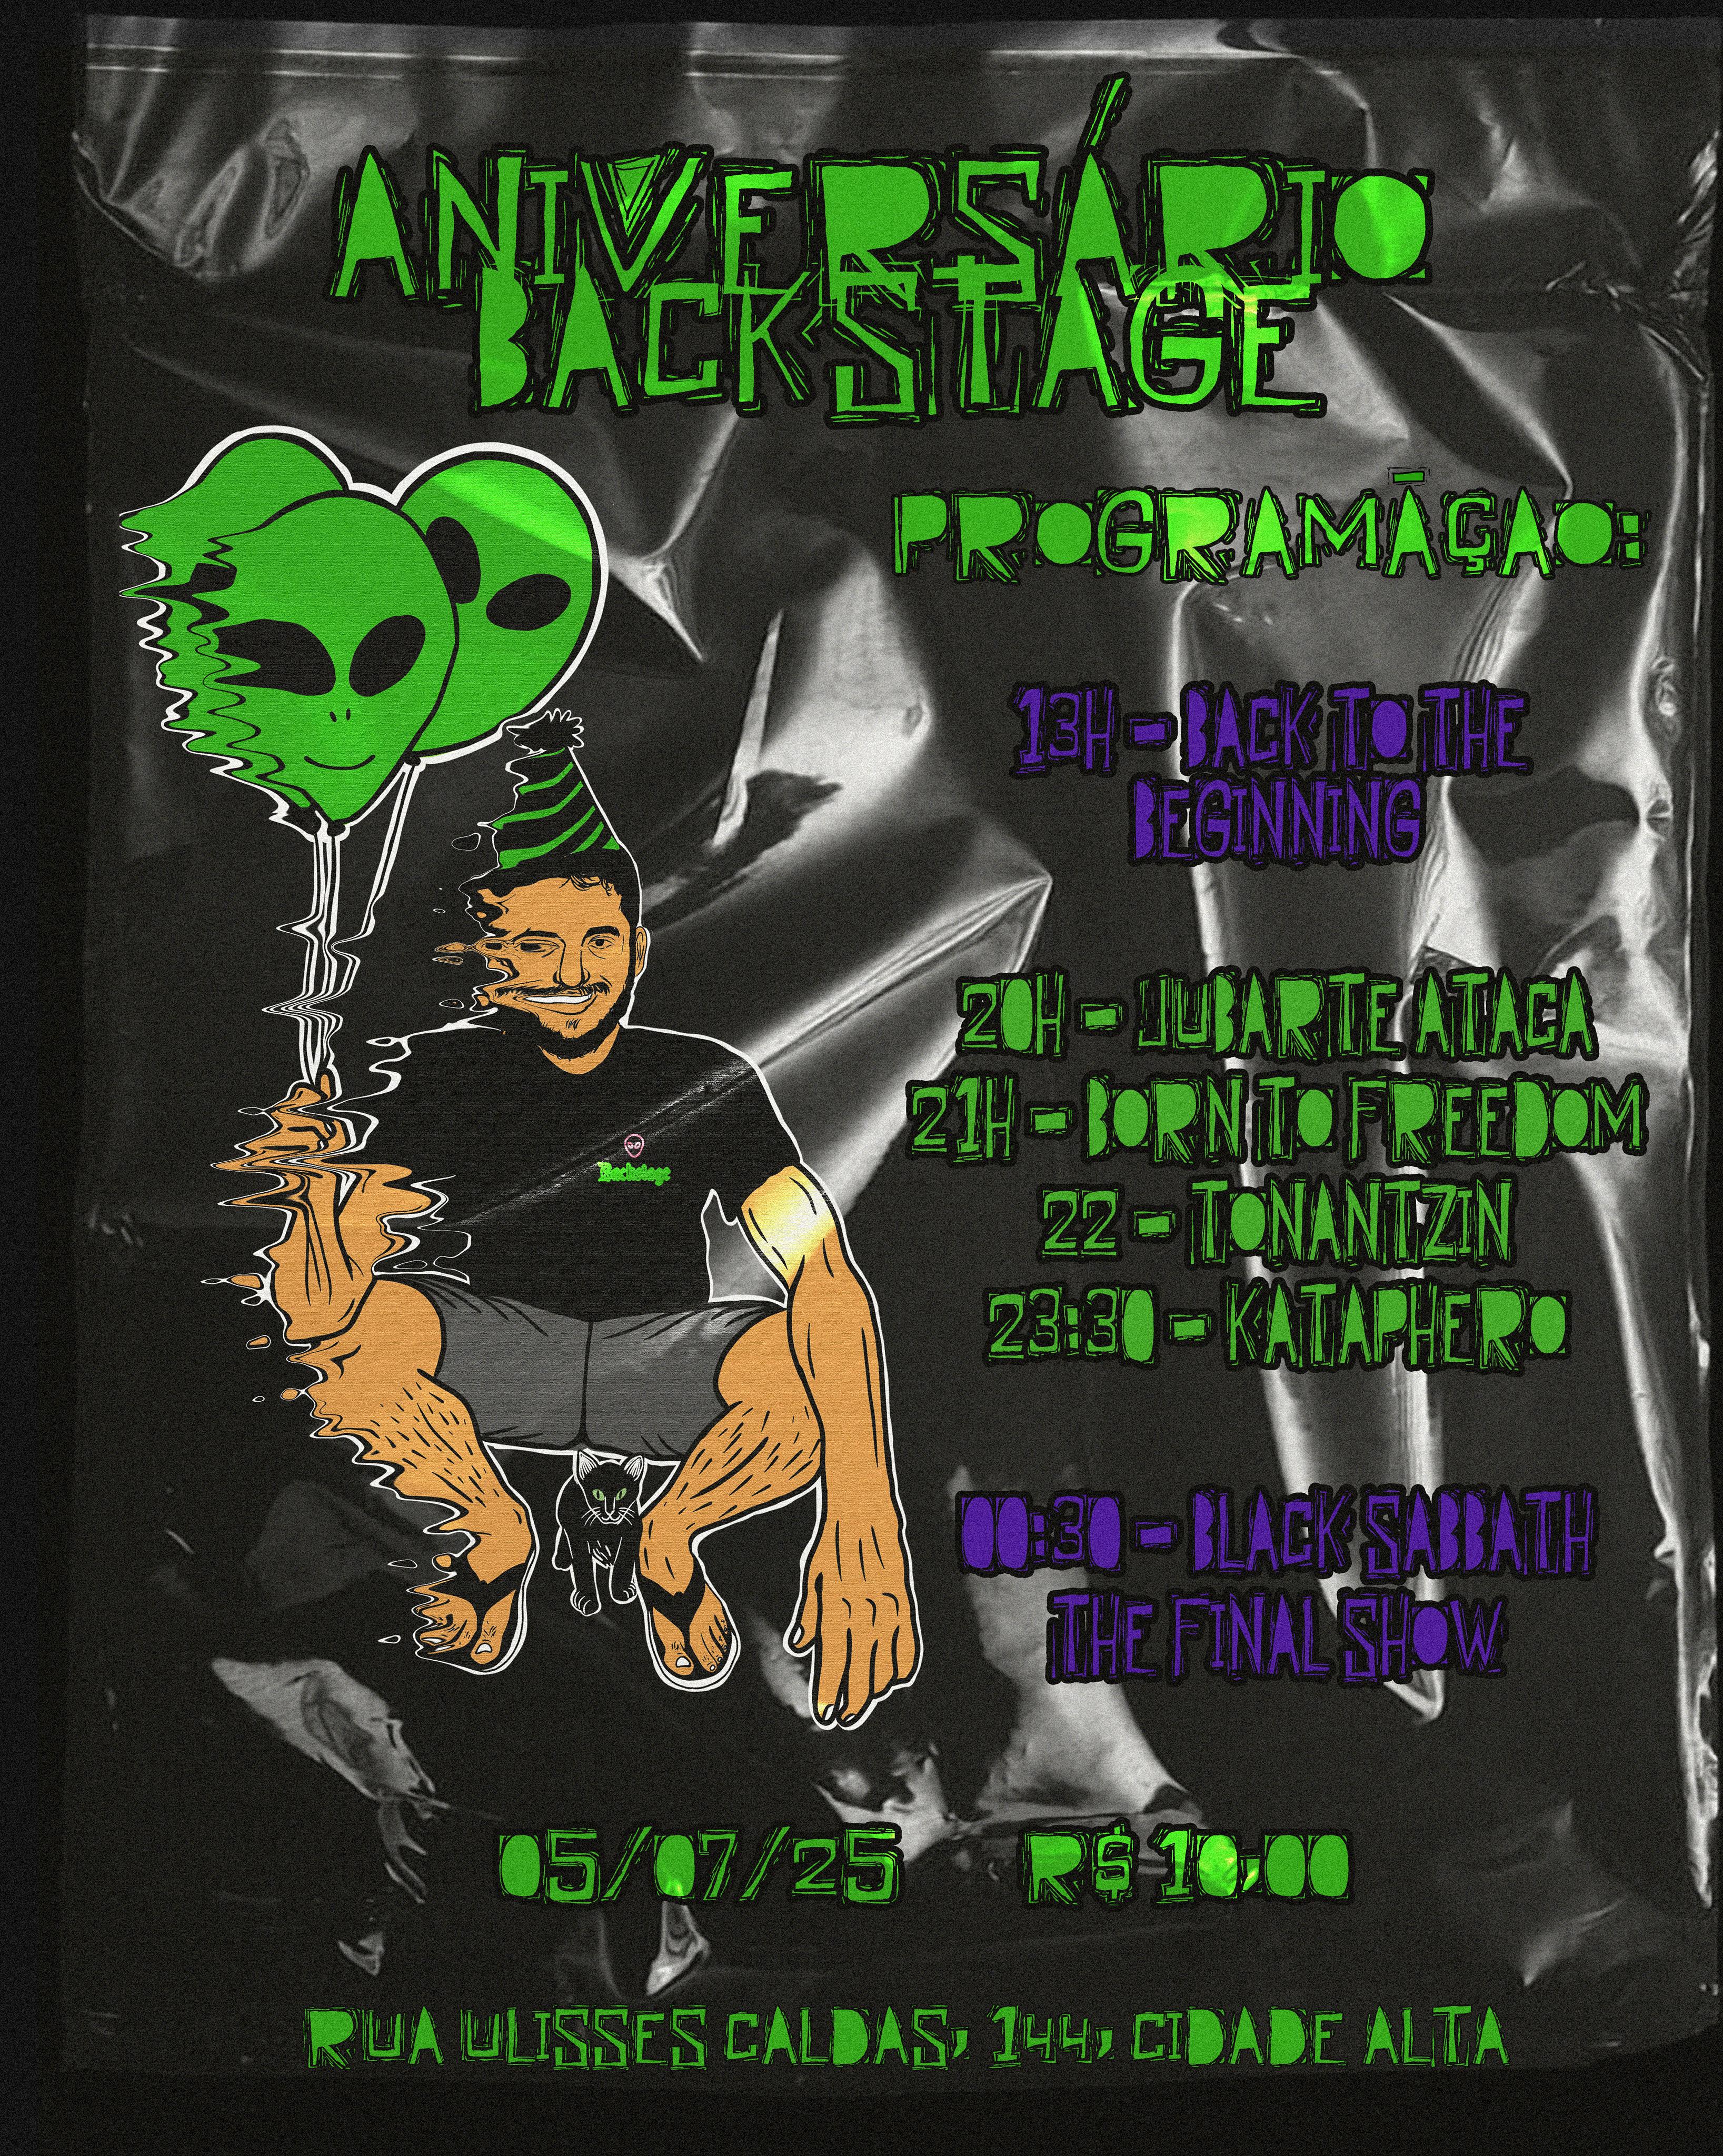 ANIVERSÁRIO
BACKSTAGE
PROGRAMĀÇAO:
13H - BACK TO THE
BEGINNING
20H - JUBARTE ATACA
21H - BORN TO FREEDOM
22 - TONANTZIN
23:30 - KATAPHERO
Backstage
00:30 - BLACK SABBATH
THE FINAL SHOW
05/07/25 R$ 10,00
RUA ULISSES CALDAS, 144, CIDADE ALTA